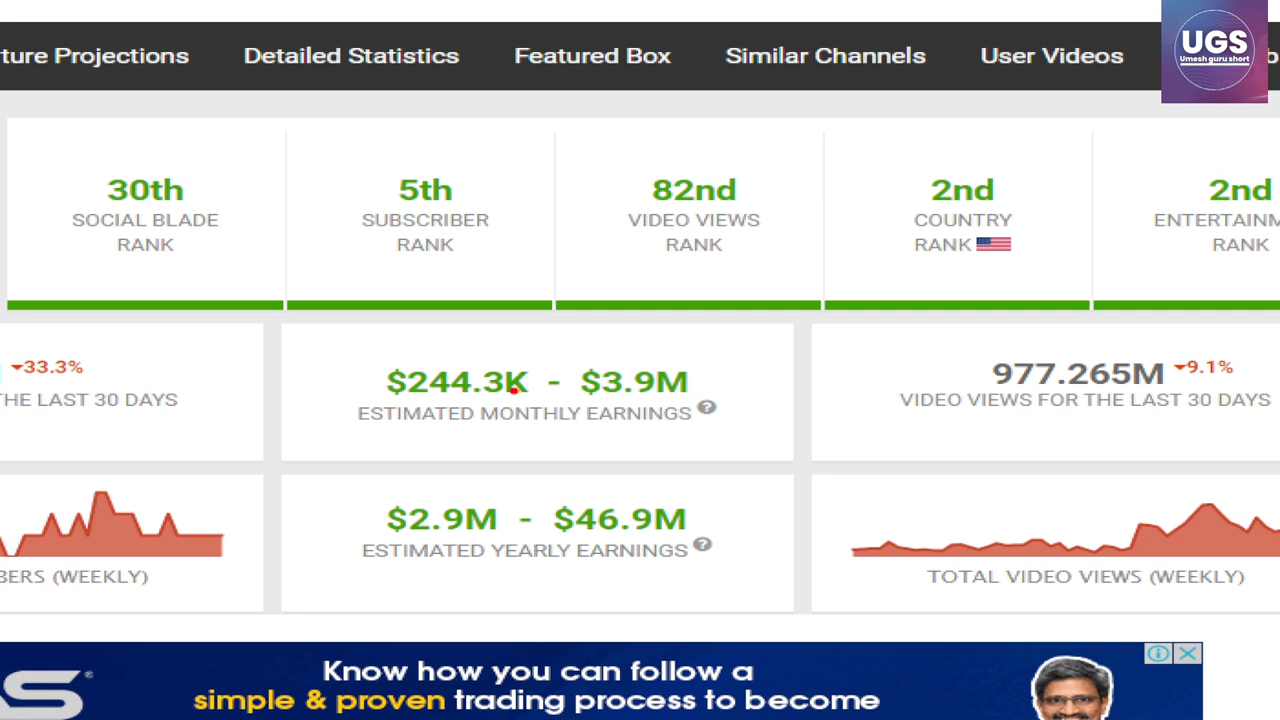 ture Projections
Detailed Statistics
Featured Box
Similar Channels
User Videos
UGS
Umesh guru short
b
30th
SOCIAL BLADE
RANK
5th
SUBSCRIBER
RANK
82nd
VIDEO VIEWS
RANK
2nd
COUNTRY
RANK
2nd
ENTERTAINM
RANK
33.3%
HE LAST 30 DAYS
$244.3K - $3.9M
ESTIMATED MONTHLY EARNINGS ?
977.265M 9.1%
VIDEO VIEWS FOR THE LAST 30 DAYS
BERS (WEEKLY)
$2.9M - $46.9M
ESTIMATED YEARLY EARNINGS ?
TOTAL VIDEO VIEWS (WEEKLY)
S®
Know how you can follow a
simple & proven trading process to become